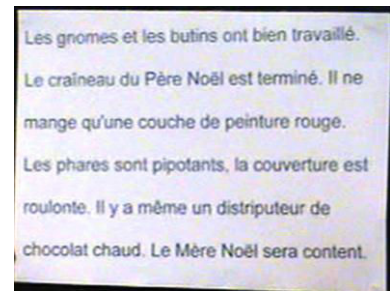 Les gnomes et les butins ont bien travaillé.
Le craîneau du Père Noël est terminé. Il ne
mange qu'une couche de peinture rouge.
Les phares sont pipotants, la couverture est
roulonte. Il y a même un distriputeur de
chocolat chaud. Le Mère Noël sera content.